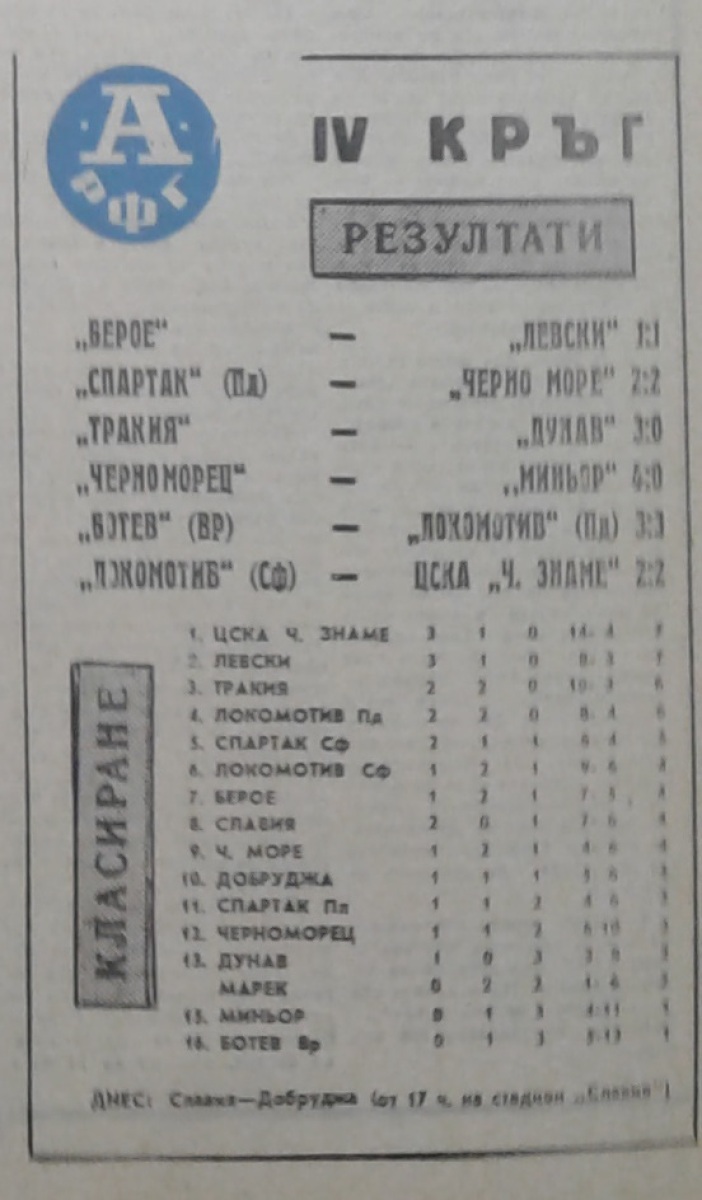 А
РФГ
IV КРЪГ
РЕЗУЛТАТИ
„БЕРОЕ“ — „ЛЕВСКИ“ 1:1
„СПАРТАК“ (Пд) — „ЧЕРНО МОРЕ“ 2:2
„ТРАКИЯ“ — „ДУНАВ“ 3:0
„ЧЕРНОМОРЕЦ“ — „МИНЬОР“ 4:0
„БОТЕВ“ (ВР) — „ЛОКОМОТИВ“ (Пд) 3:3
„ЛОКОМОТИВ“ (Сф) — ЦСКА „Ч. ЗНАМЕ“ 2:2
КЛАСИРАНЕ
1. ЦСКА Ч. ЗНАМЕ 3 1 0 14- 4 7
2. ЛЕВСКИ 3 1 0 8- 3 7
3. ТРАКИЯ 2 2 0 10- 3 6
4. ЛОКОМОТИВ Пд 2 2 0 8- 4 6
5. СПАРТАК Сф 2 1 1
6. ЛОКОМОТИВ Сф 1 2 1
7. БЕРОЕ 1 2 1
8. СЛАВИЯ 2 0 1
9. Ч. МОРЕ 1 2 1
10. ДОБРУДЖА 1 1 1
11. СПАРТАК Пл 1 1 2
12. ЧЕРНОМОРЕЦ 1 1 2
13. ДУНАВ 1 0 3
МАРЕК 0 2 2
15. МИНЬОР 0 1 3
16. БОТЕВ Вр 0 1 3
ДНЕС: Славия—Добруджа (от 17 ч. на стадион „Славия“)